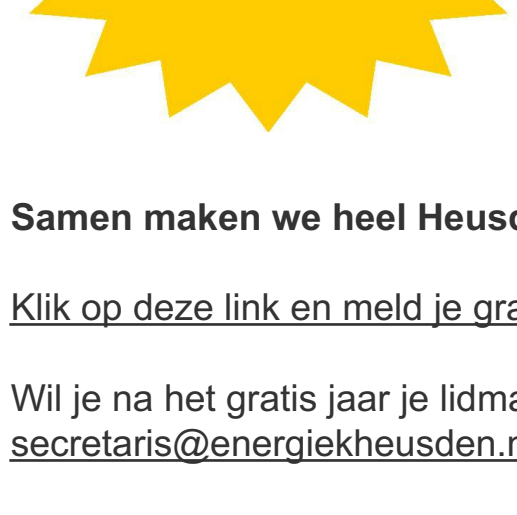 Samen maken we heel Heusd
Klik op deze link en meld je gra
Wil je na het gratis jaar je lidma
secretaris@energiekheusden.n